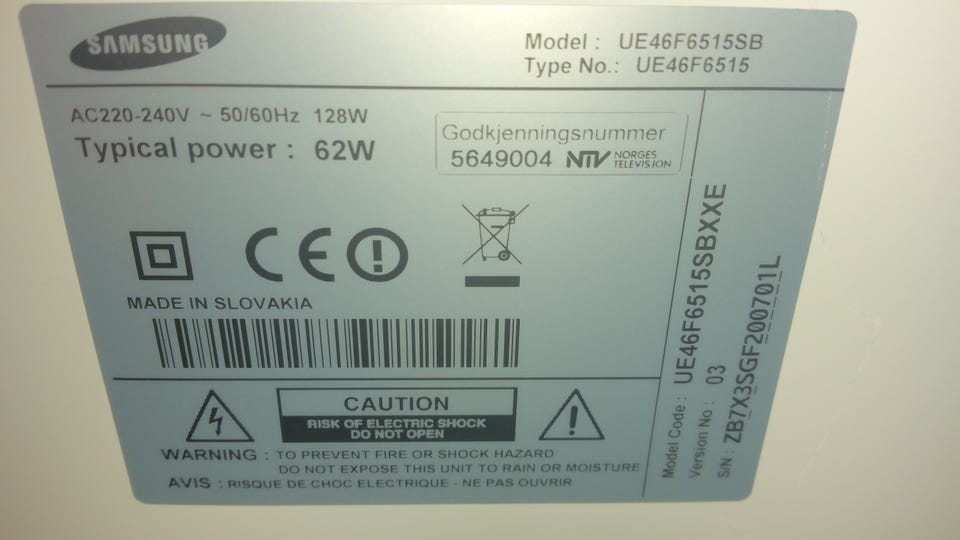 SAMSUNG
Model : UE46F6515SB
Type No.: UE46F6515
AC220-240V ~ 50/60Hz 128W
Typical power : 62W
Godkjenningsnummer
5649004 NTV NORGES TELEVISJON
CE
MADE IN SLOVAKIA
CAUTION
RISK OF ELECTRIC SHOCK
DO NOT OPEN
WARNING : TO PREVENT FIRE OR SHOCK HAZARD
DO NOT EXPOSE THIS UNIT TO RAIN OR MOISTURE
AVIS : RISQUE DE CHOC ELECTRIQUE - NE PAS OUVRIR
Model Code : UE46F6515SBXXE
Version No : 03
S/N : ZB7X3SGF200701L